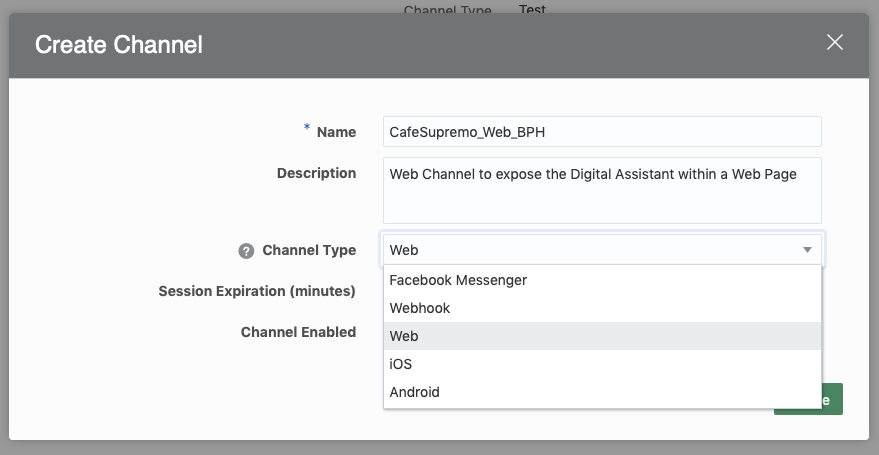 Channel Type Test
Create Channel
* Name CafeSupremo_Web_BPH
Description Web Channel to expose the Digital Assistant within a Web Page
? Channel Type Web
Facebook Messenger
Session Expiration (minutes)
Webhook
Channel Enabled
Web
iOS
Android